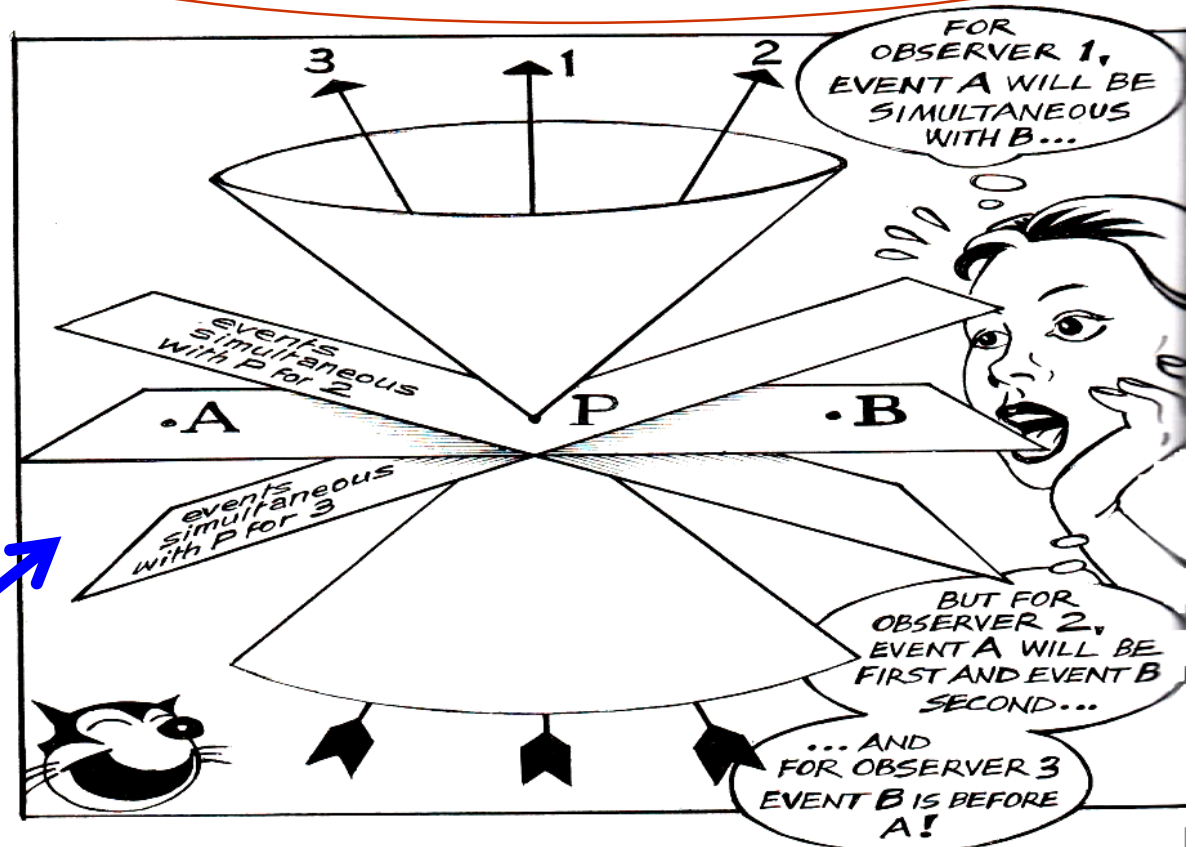 FOR
OBSERVER 1,
EVENT A WILL BE
SIMULTANEOUS
WITH B...
3
1
2
events
simultaneous
with P for 2
A
P
B
events
simultaneous
with P for 3
BUT FOR
OBSERVER 2,
EVENT A WILL BE
FIRST AND EVENT B
SECOND...
... AND
FOR OBSERVER 3
EVENT B IS BEFORE
A!